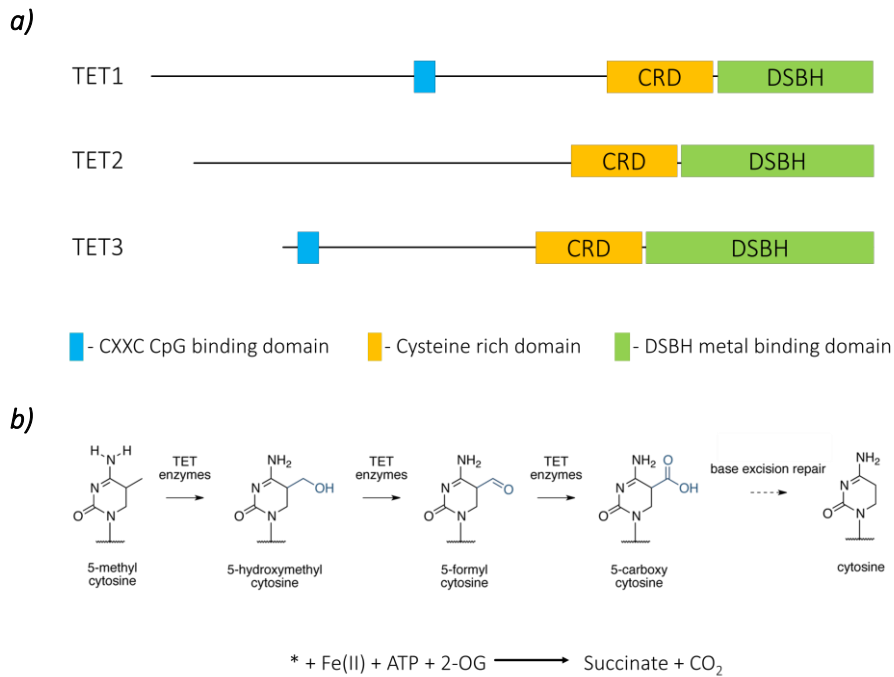 a)
TET1 CRD DSBH
TET2 CRD DSBH
TET3 CRD DSBH
- CXXC CpG binding domain - Cysteine rich domain - DSBH metal binding domain
b)
H H
N
N
O N
5-methyl
cytosine
TET
enzymes
NH₂
OH
N
O N
5-hydroxymethyl
cytosine
TET
enzymes
NH₂
O
N
O N
5-formyl
cytosine
TET
enzymes
NH₂ O
OH
N
O N
5-carboxy
cytosine
base excision repair
NH₂
N
O N
cytosine
* + Fe(II) + ATP + 2-OG Succinate + CO₂